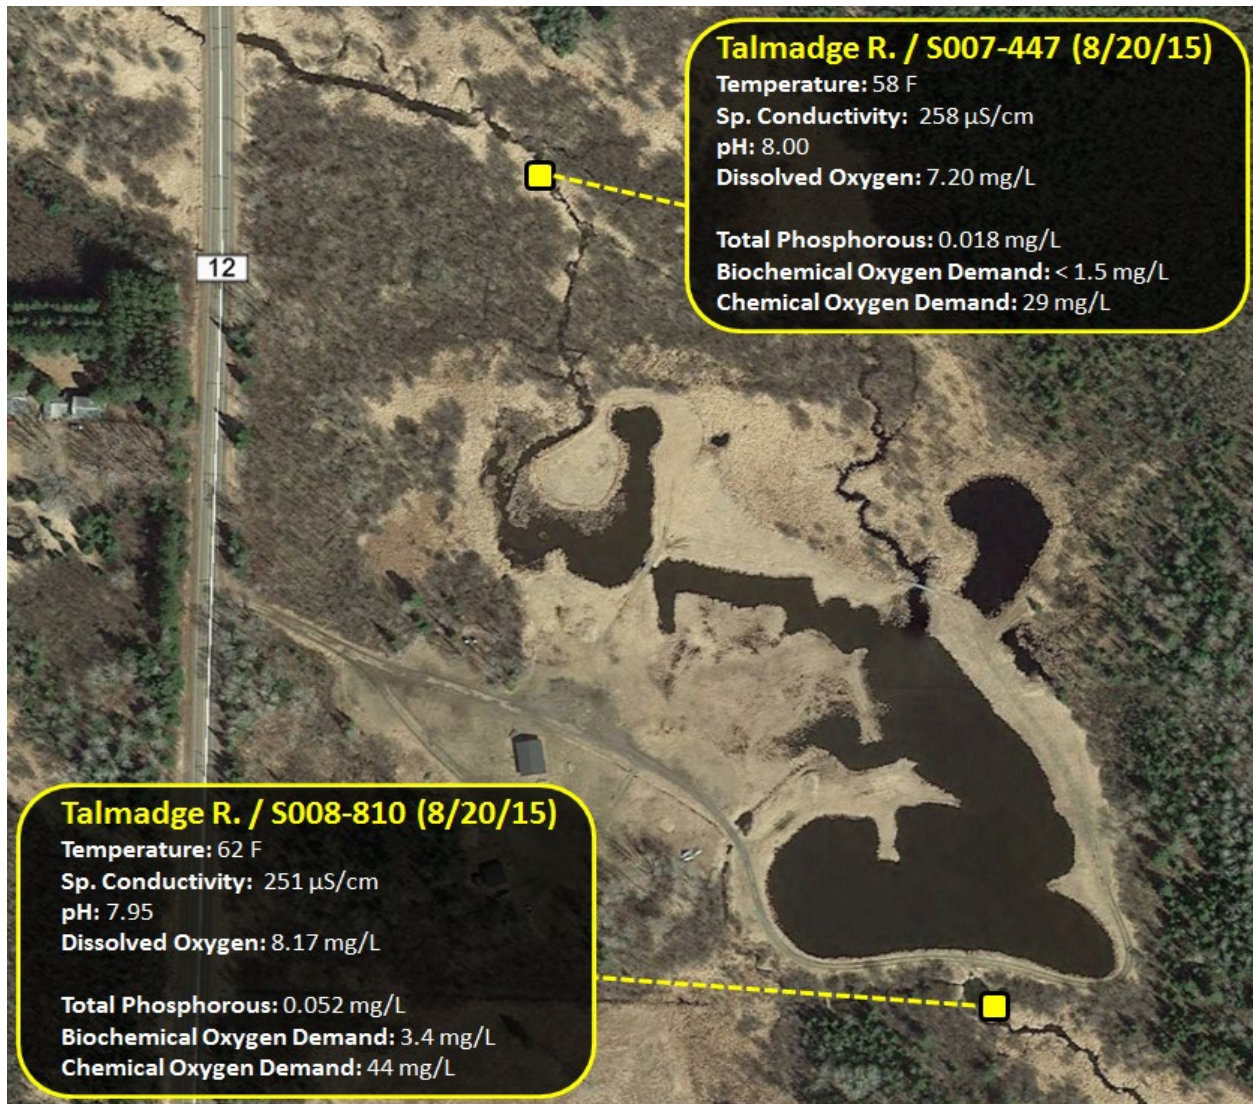 Talmadge R. / S007-447 (8/20/15)
Temperature: 58 F
Sp. Conductivity: 258 µS/cm
pH: 8.00
Dissolved Oxygen: 7.20 mg/L
Total Phosphorous: 0.018 mg/L
Biochemical Oxygen Demand: < 1.5 mg/L
Chemical Oxygen Demand: 29 mg/L
12
Talmadge R. / S008-810 (8/20/15)
Temperature: 62 F
Sp. Conductivity: 251 µS/cm
pH: 7.95
Dissolved Oxygen: 8.17 mg/L
Total Phosphorous: 0.052 mg/L
Biochemical Oxygen Demand: 3.4 mg/L
Chemical Oxygen Demand: 44 mg/L